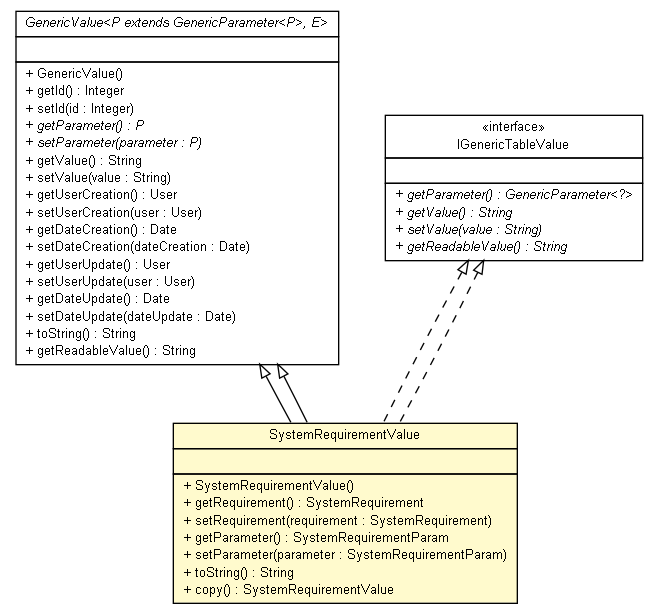 GenericValue<P extends GenericParameter<P>, E>
+ GenericValue()
+ getId() : Integer
+ setId(id : Integer)
+ getParameter() : P
+ setParameter(parameter : P)
+ getValue() : String
+ setValue(value : String)
+ getUserCreation() : User
+ setUserCreation(user : User)
+ getDateCreation() : Date
+ setDateCreation(dateCreation : Date)
+ getUserUpdate() : User
+ setUserUpdate(user : User)
+ getDateUpdate() : Date
+ setDateUpdate(dateUpdate : Date)
+ toString() : String
+ getReadableValue() : String
«interface»
IGenericTableValue
+ getParameter() : GenericParameter<?>
+ getValue() : String
+ setValue(value : String)
+ getReadableValue() : String
SystemRequirementValue
+ SystemRequirementValue()
+ getRequirement() : SystemRequirement
+ setRequirement(requirement : SystemRequirement)
+ getParameter() : SystemRequirementParam
+ setParameter(parameter : SystemRequirementParam)
+ toString() : String
+ copy() : SystemRequirementValue